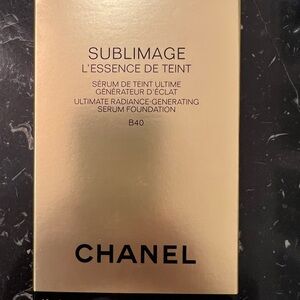 SUBLIMAGE
L'ESSENCE DE TEINT
SÉRUM DE TEINT ULTIME
GÉNÉRATEUR D'ÉCLAT
ULTIMATE RADIANCE-GENERATING
SERUM FOUNDATION
B40
CHANEL